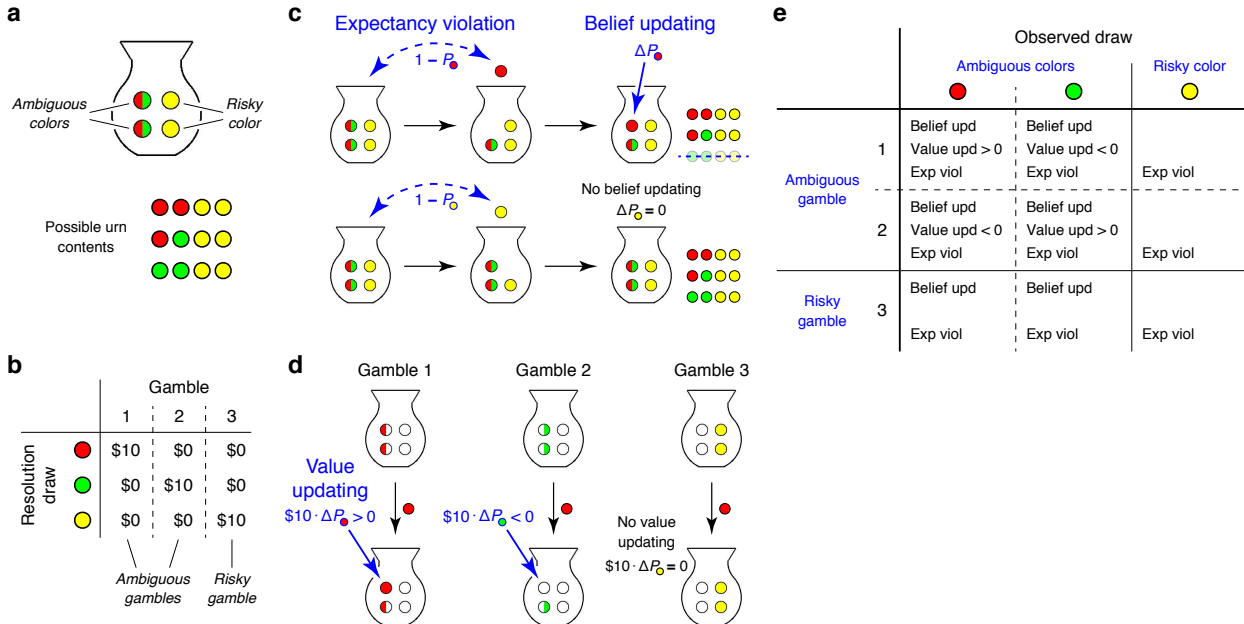 a
Ambiguous
colors
Risky
color
Possible urn
contents
b
Gamble
1 2 3
Resolution
draw
$10 $0 $0
$0 $10 $0
$0 $0 $10
Ambiguous
gambles
Risky
gamble
c
Expectancy violation
Belief updating
1 – P
ΔP
1 – P
No belief updating
ΔP = 0
d
Gamble 1
Gamble 2
Gamble 3
Value
updating
$10 · ΔP > 0
$10 · ΔP < 0
No value
updating
$10 · ΔP = 0
e
Observed draw
Ambiguous colors
Risky color
Ambiguous
gamble
1
Belief upd
Value upd > 0
Exp viol
Belief upd
Value upd < 0
Exp viol
Exp viol
2
Belief upd
Value upd < 0
Exp viol
Belief upd
Value upd > 0
Exp viol
Exp viol
Risky
gamble
3
Belief upd
Exp viol
Belief upd
Exp viol
Exp viol